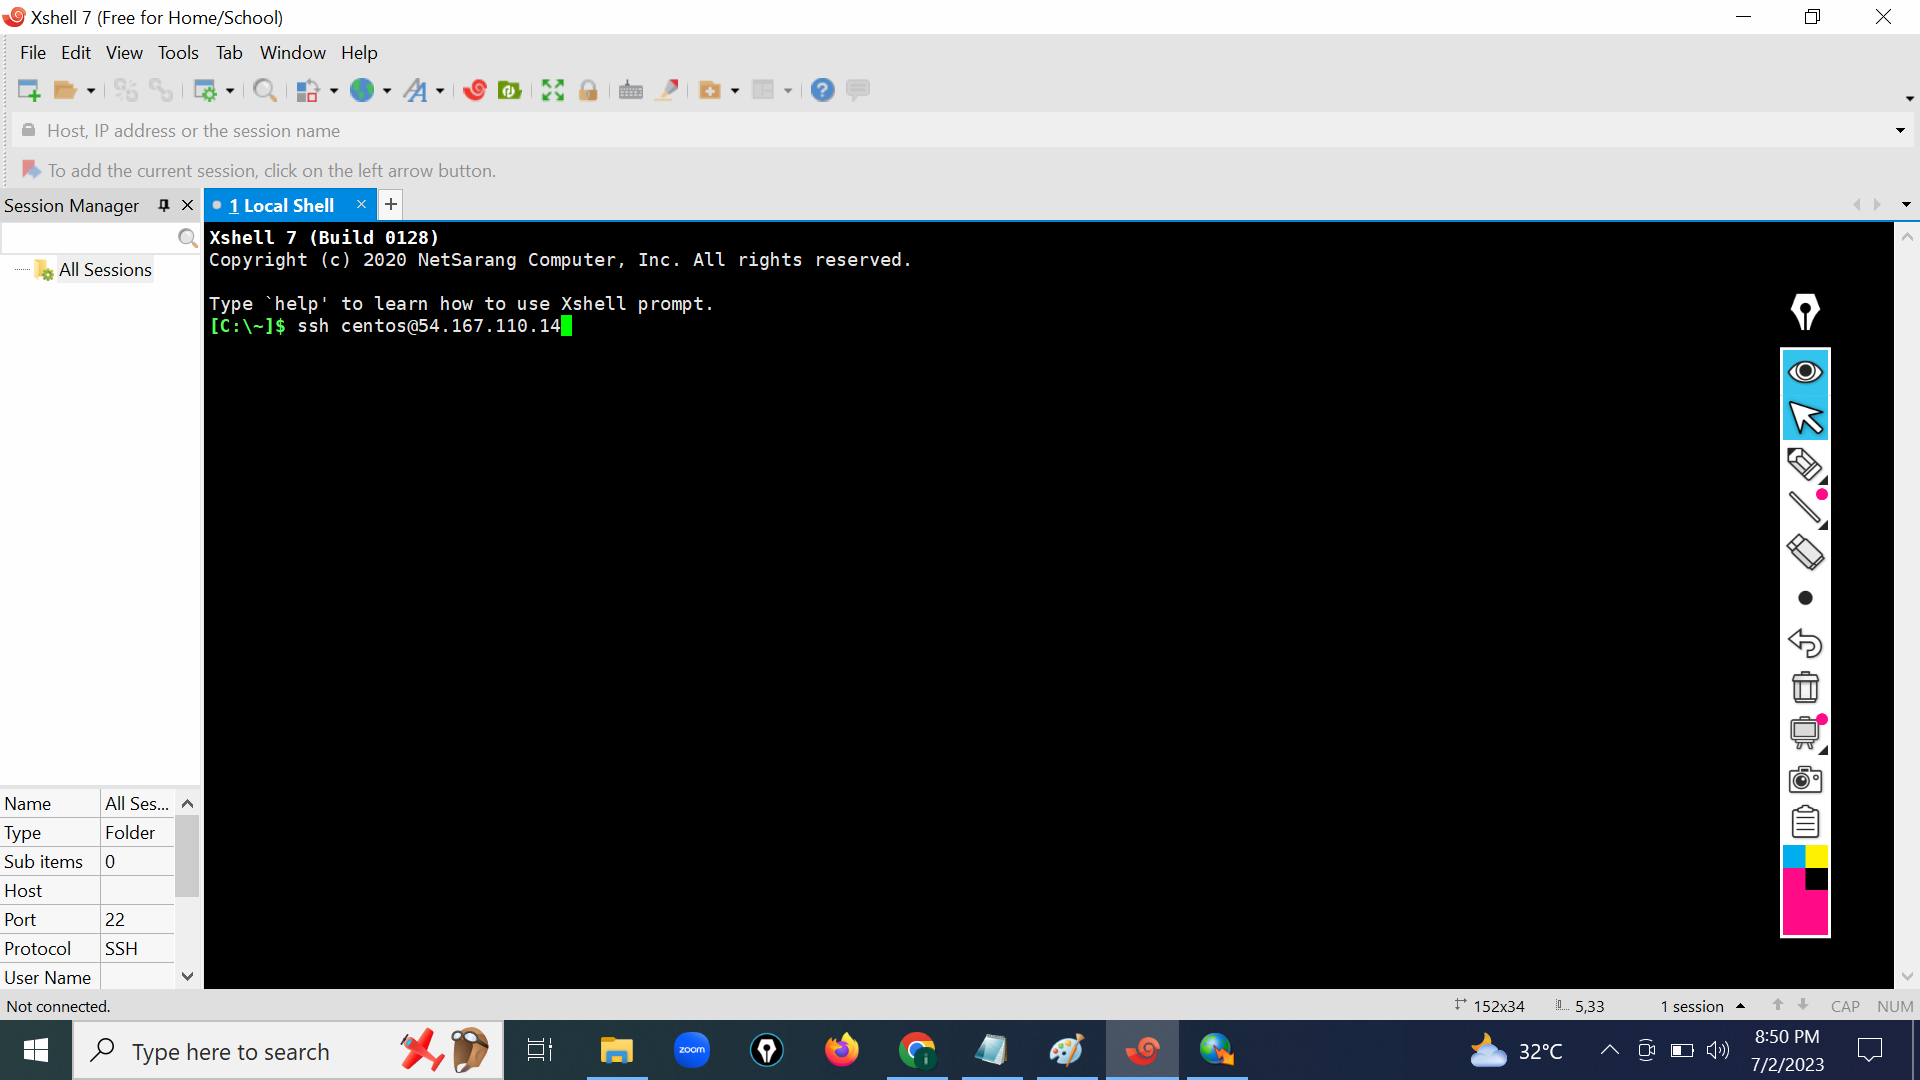 Xshell 7 (Free for Home/School)
File Edit View Tools Tab Window Help
Host, IP address or the session name
To add the current session, click on the left arrow button.
Session Manager
1 Local Shell
All Sessions
Xshell 7 (Build 0128)
Copyright (c) 2020 NetSarang Computer, Inc. All rights reserved.
Type `help' to learn how to use Xshell prompt.
[C:\~]$ ssh centos@54.167.110.14
Name All Ses...
Type Folder
Sub items 0
Host
Port 22
Protocol SSH
User Name
Not connected.
152x34 5,33 1 session CAP NUM
Type here to search
zoom
32°C
8:50 PM
7/2/2023